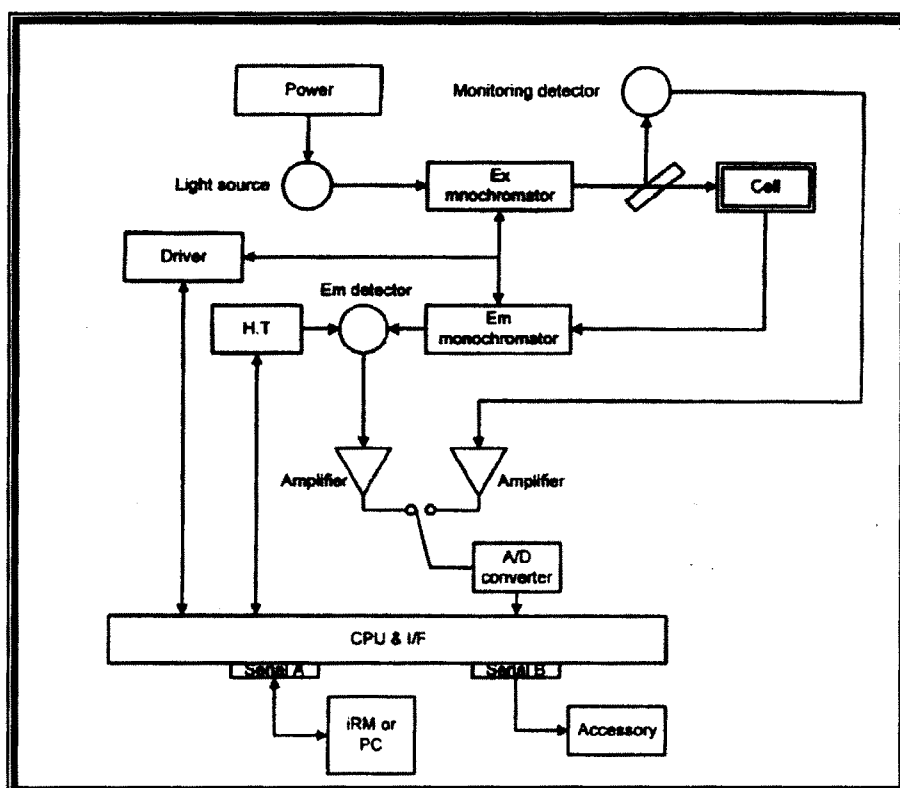 Power
Monitoring detector
Light source
Ex
mnochromator
Cell
Driver
Em detector
H.T
Em
monochromator
Amplifier
Amplifier
A/D
converter
CPU & I/F
Serial A
Serial B
iRM or
PC
Accessory